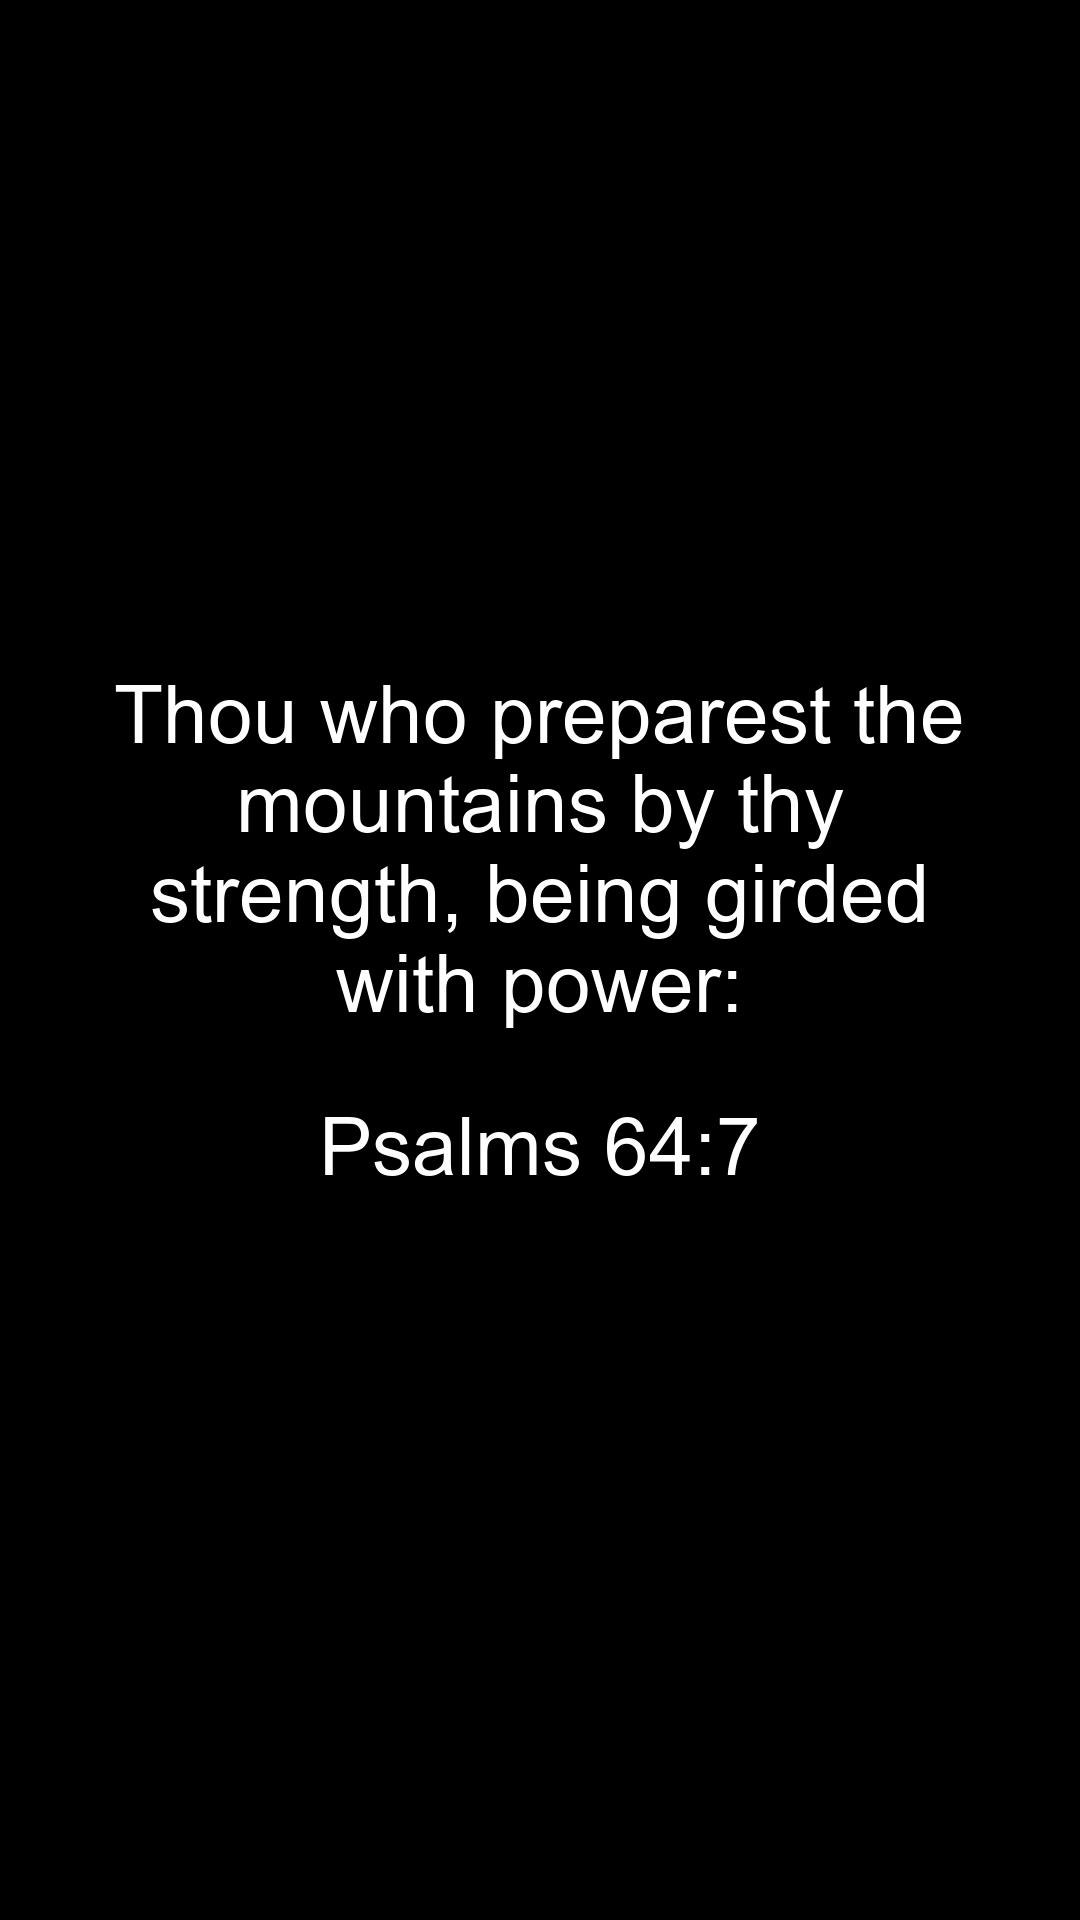 Thou who preparest the
mountains by thy
strength, being girded
with power:
Psalms 64:7